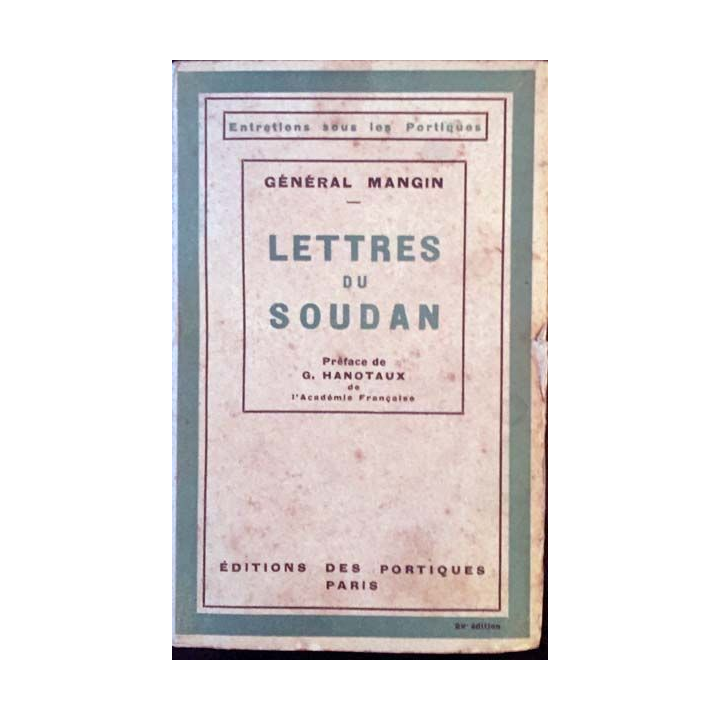 Entretiens sous les Portiques
GÉNÉRAL MANGIN
—
LETTRES
DU
SOUDAN
Préface de
G. HANOTAUX
de
l'Académie Française
ÉDITIONS DES PORTIQUES
PARIS
édition